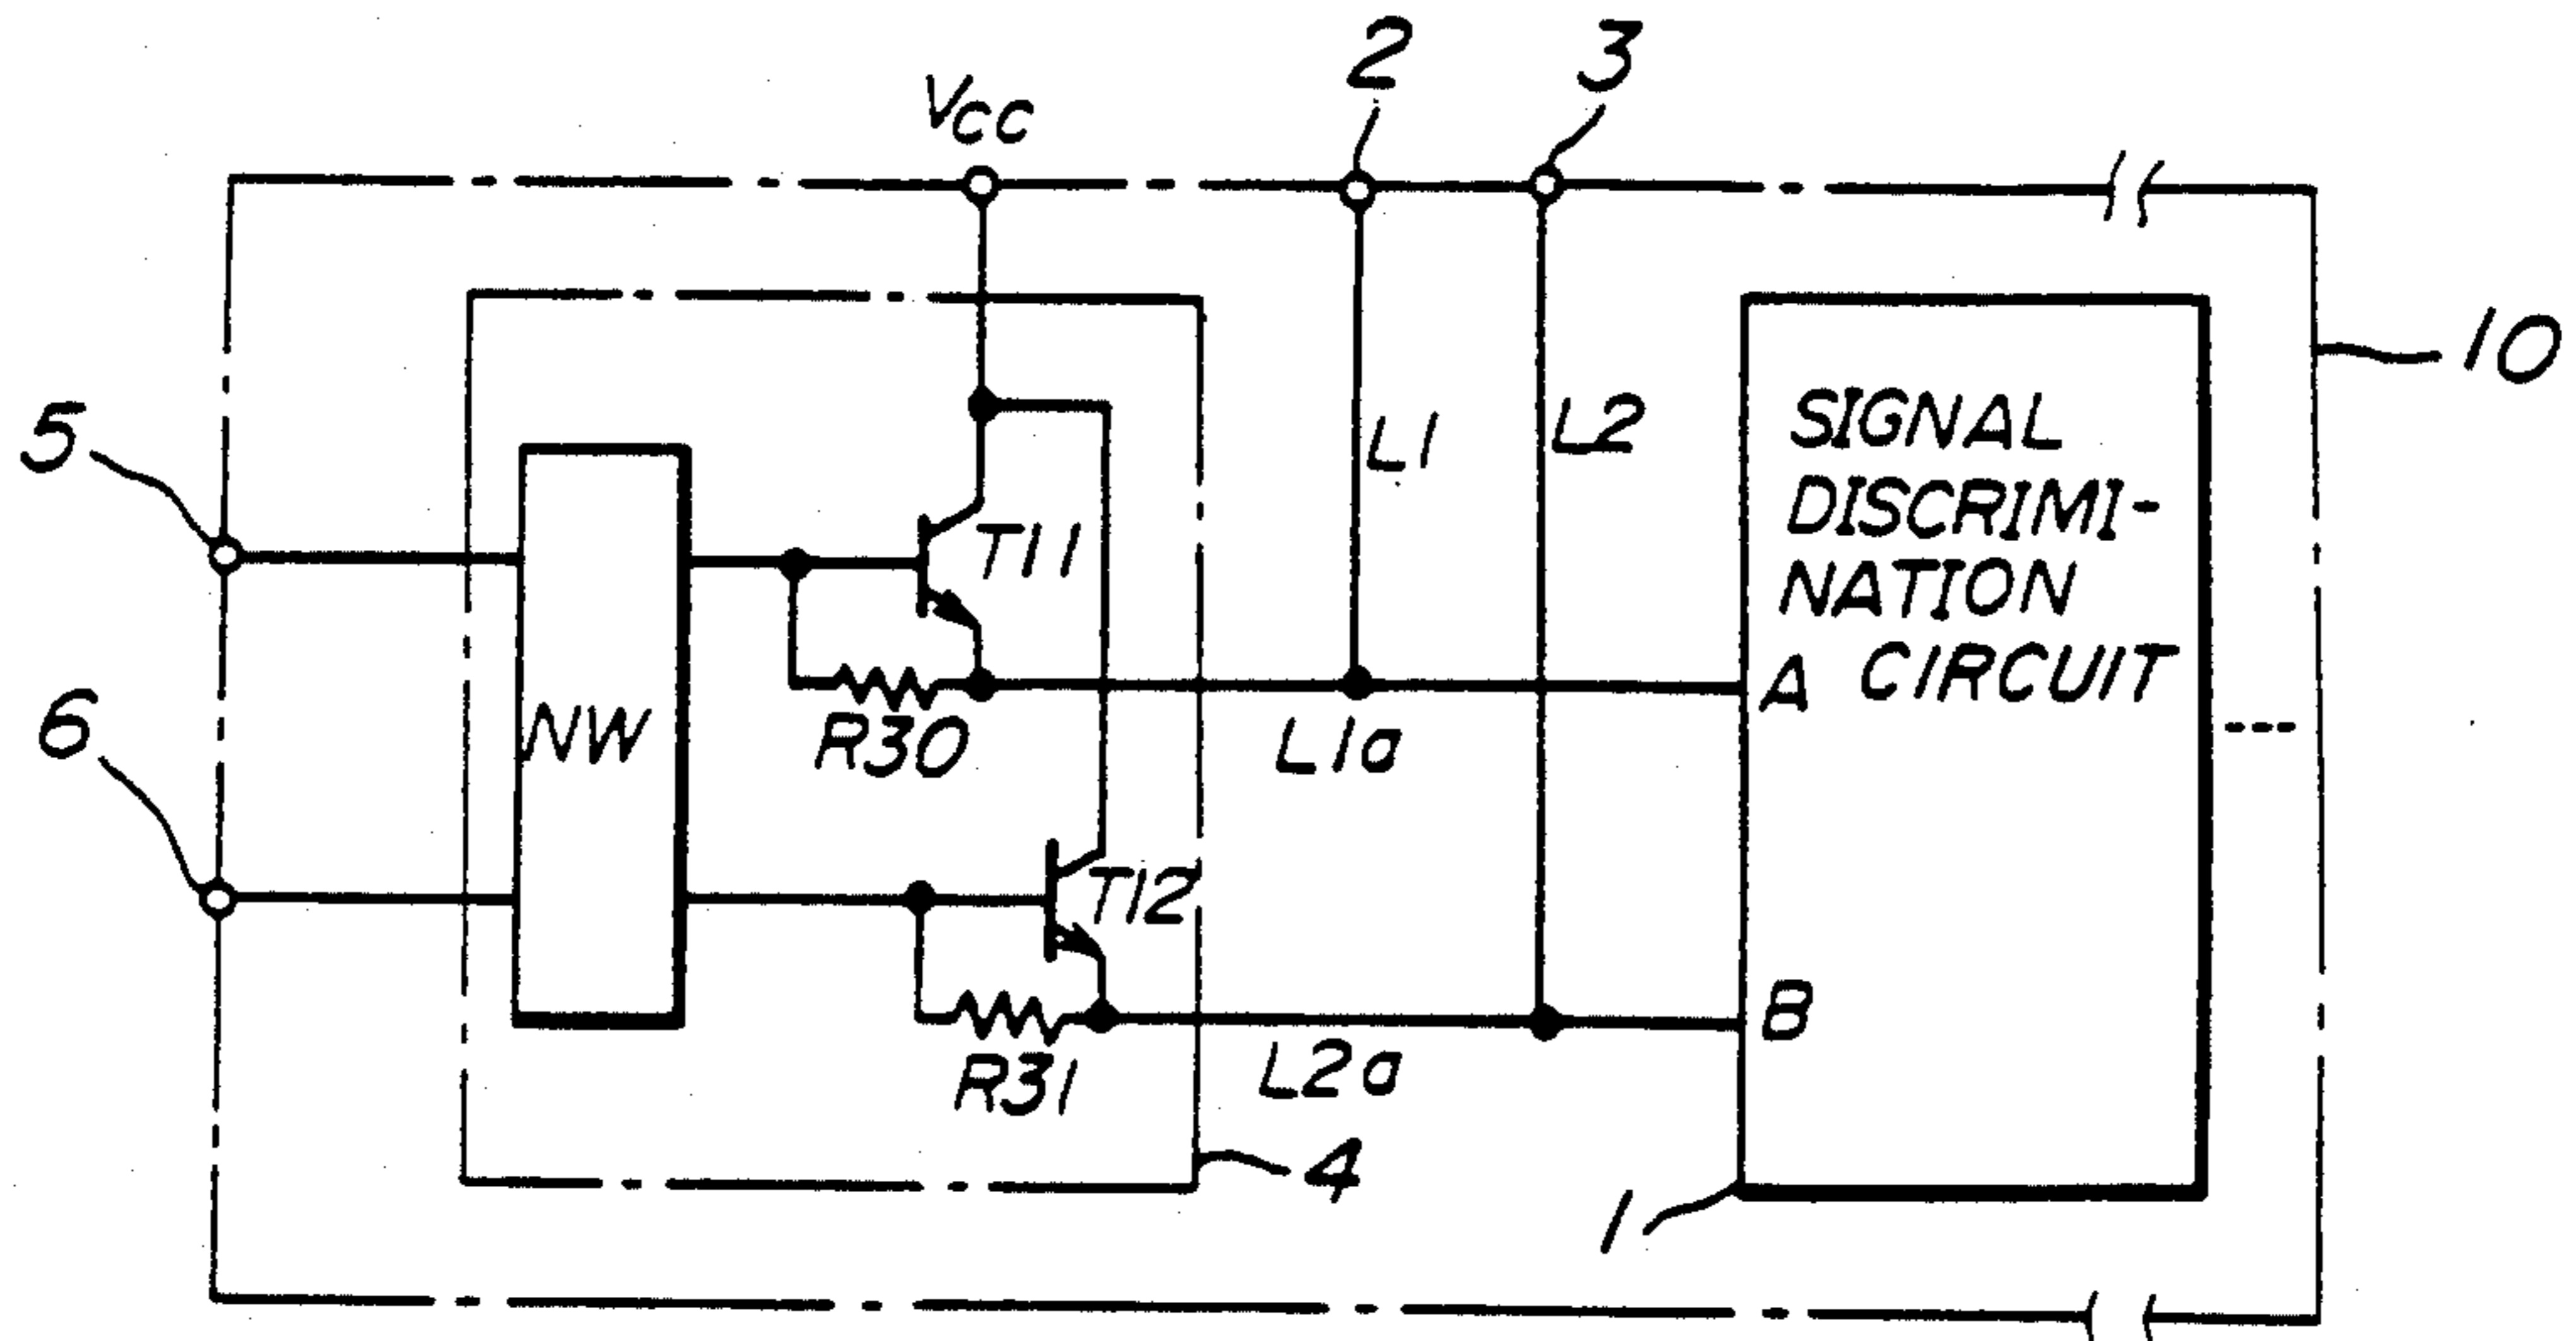 2
3
Vcc
10
L1
L2
SIGNAL
DISCRIMI-
NATION
CIRCUIT
5
T11
A
6
NW
R30
L1a
T12
B
R31
L2a
4
1